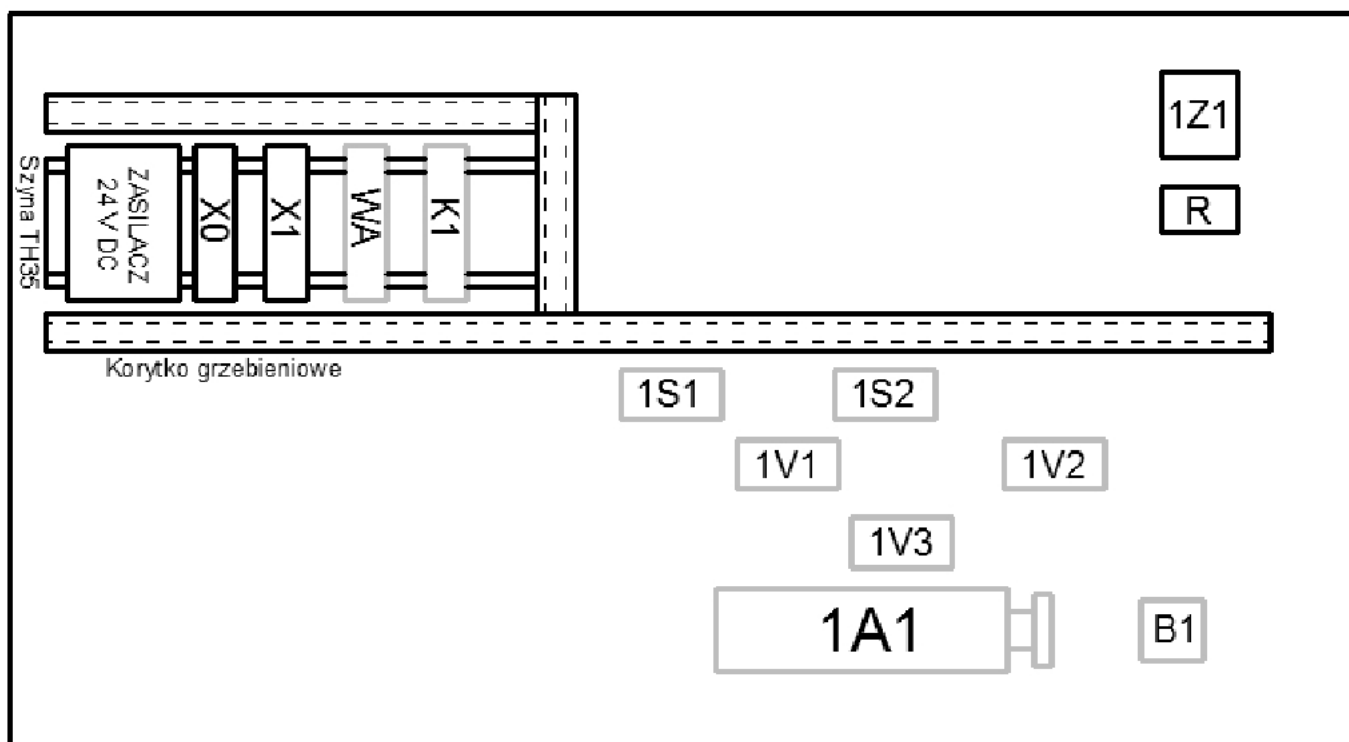 1Z1
R
Szyna TH35
ZASILACZ
24 V DC
X0
X1
WA
K1
Korytko grzebieniowe
1S1
1S2
1V1
1V2
1V3
1A1
B1